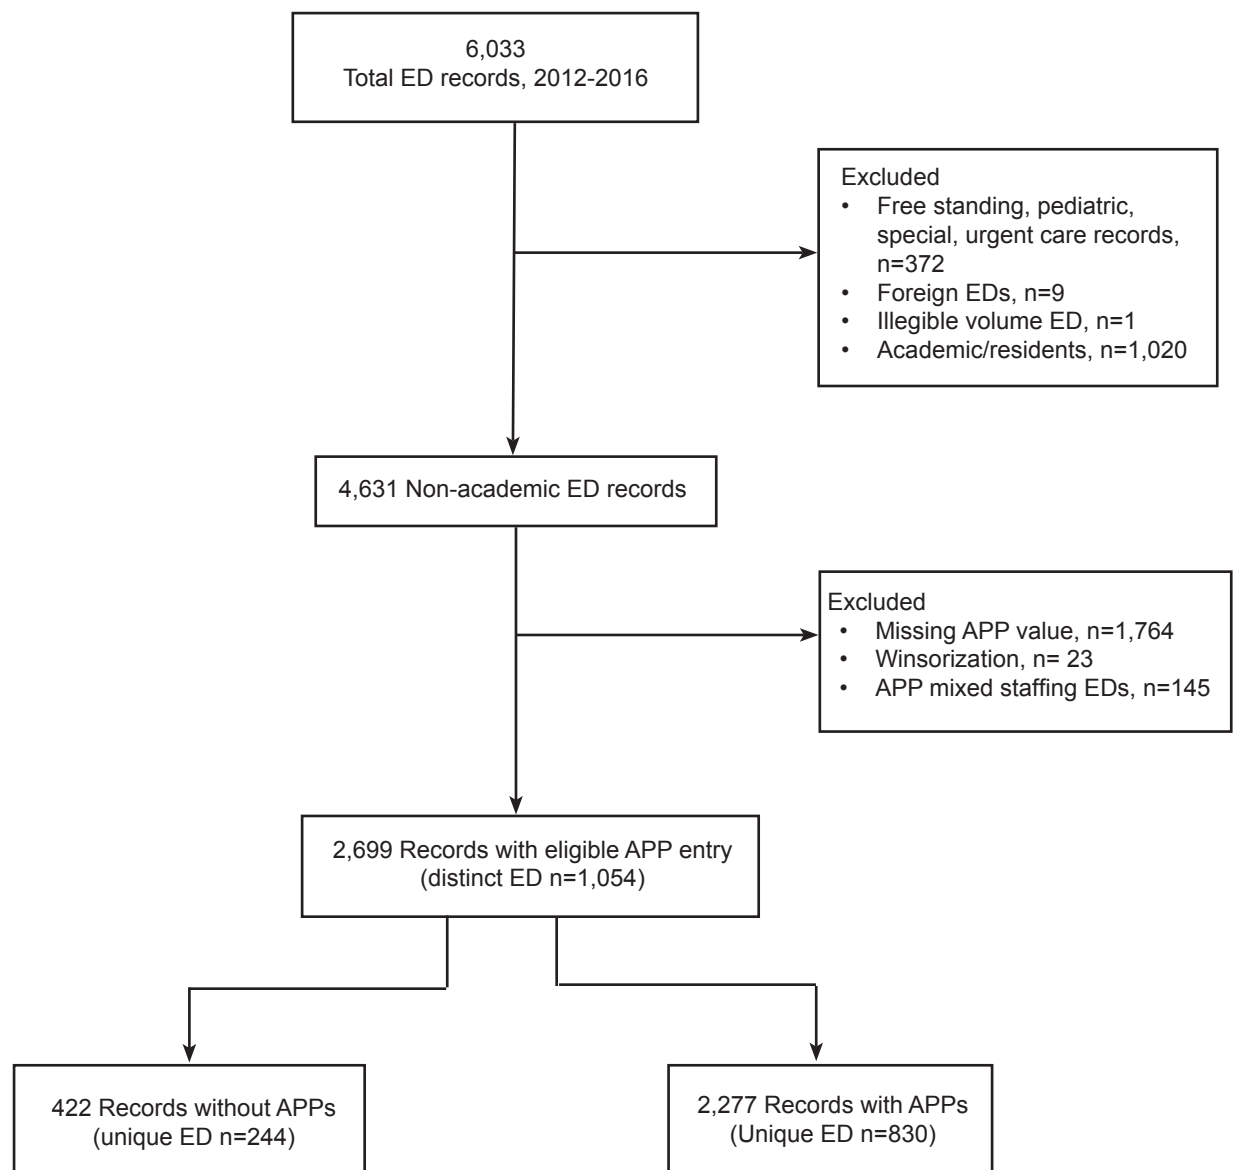 6,033
Total ED records, 2012-2016
Excluded
• Free standing, pediatric,
special, urgent care records,
n=372
• Foreign EDs, n=9
• Illegible volume ED, n=1
• Academic/residents, n=1,020
4,631 Non-academic ED records
Excluded
• Missing APP value, n=1,764
• Winsorization, n= 23
• APP mixed staffing EDs, n=145
2,699 Records with eligible APP entry
(distinct ED n=1,054)
422 Records without APPs
(unique ED n=244)
2,277 Records with APPs
(Unique ED n=830)